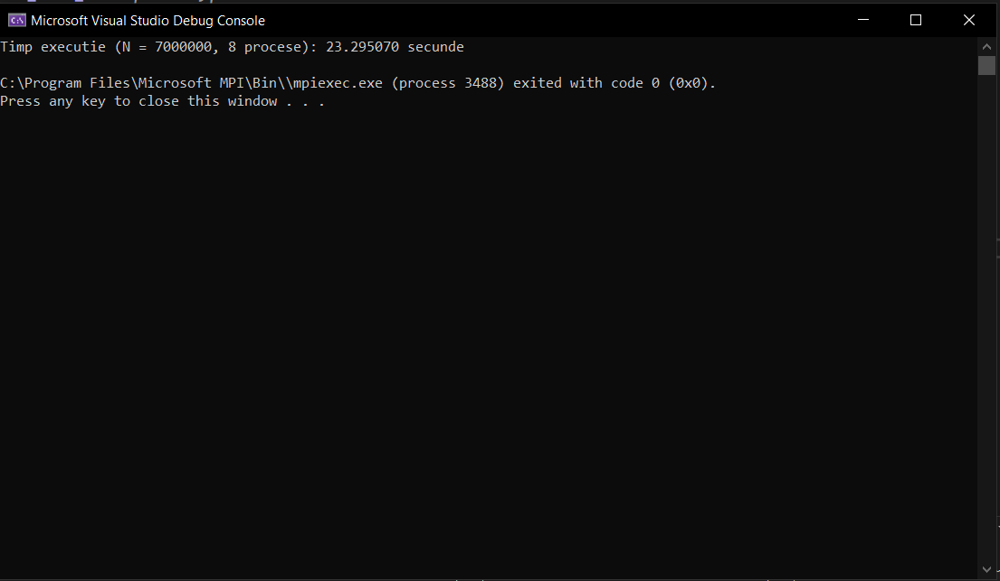 Microsoft Visual Studio Debug Console
Timp executie (N = 7000000, 8 procese): 23.295070 secunde
C:\Program Files\Microsoft MPI\Bin\\mpiexec.exe (process 3488) exited with code 0 (0x0).
Press any key to close this window . . .